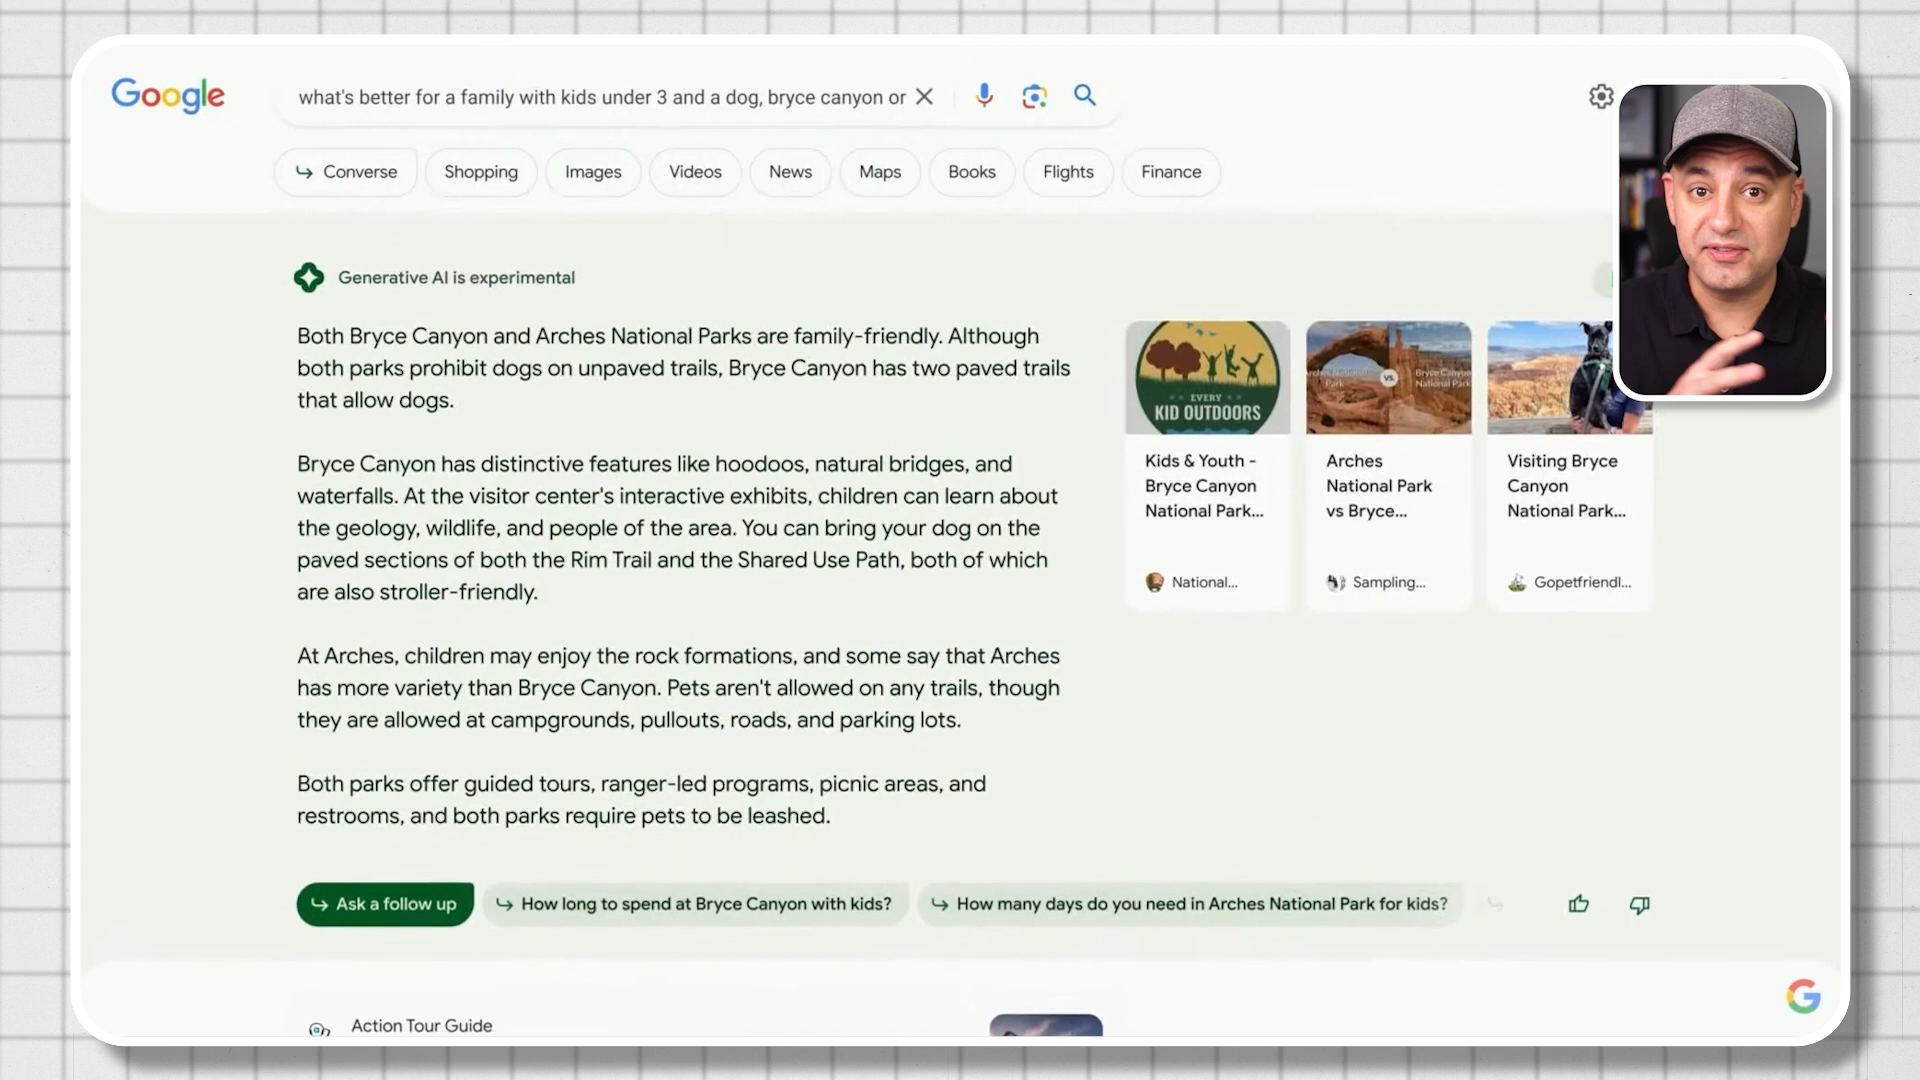 Google
what's better for a family with kids under 3 and a dog, bryce canyon or
Converse
Shopping
Images
Videos
News
Maps
Books
Flights
Finance
Generative AI is experimental
Both Bryce Canyon and Arches National Parks are family-friendly. Although
both parks prohibit dogs on unpaved trails, Bryce Canyon has two paved trails
that allow dogs.
Bryce Canyon has distinctive features like hoodoos, natural bridges, and
waterfalls. At the visitor center's interactive exhibits, children can learn about
the geology, wildlife, and people of the area. You can bring your dog on the
paved sections of both the Rim Trail and the Shared Use Path, both of which
are also stroller-friendly.
At Arches, children may enjoy the rock formations, and some say that Arches
has more variety than Bryce Canyon. Pets aren't allowed on any trails, though
they are allowed at campgrounds, pullouts, roads, and parking lots.
Both parks offer guided tours, ranger-led programs, picnic areas, and
restrooms, and both parks require pets to be leashed.
EVERY
KID OUTDOORS
Kids & Youth -
Bryce Canyon
National Park...
National...
Arches National
Park
vs.
Bryce Canyon
National Park
Arches
National Park
vs Bryce...
Sampling...
Visiting Bryce
Canyon
National Park...
Gopetfriendl...
Ask a follow up
How long to spend at Bryce Canyon with kids?
How many days do you need in Arches National Park for kids?
Action Tour Guide